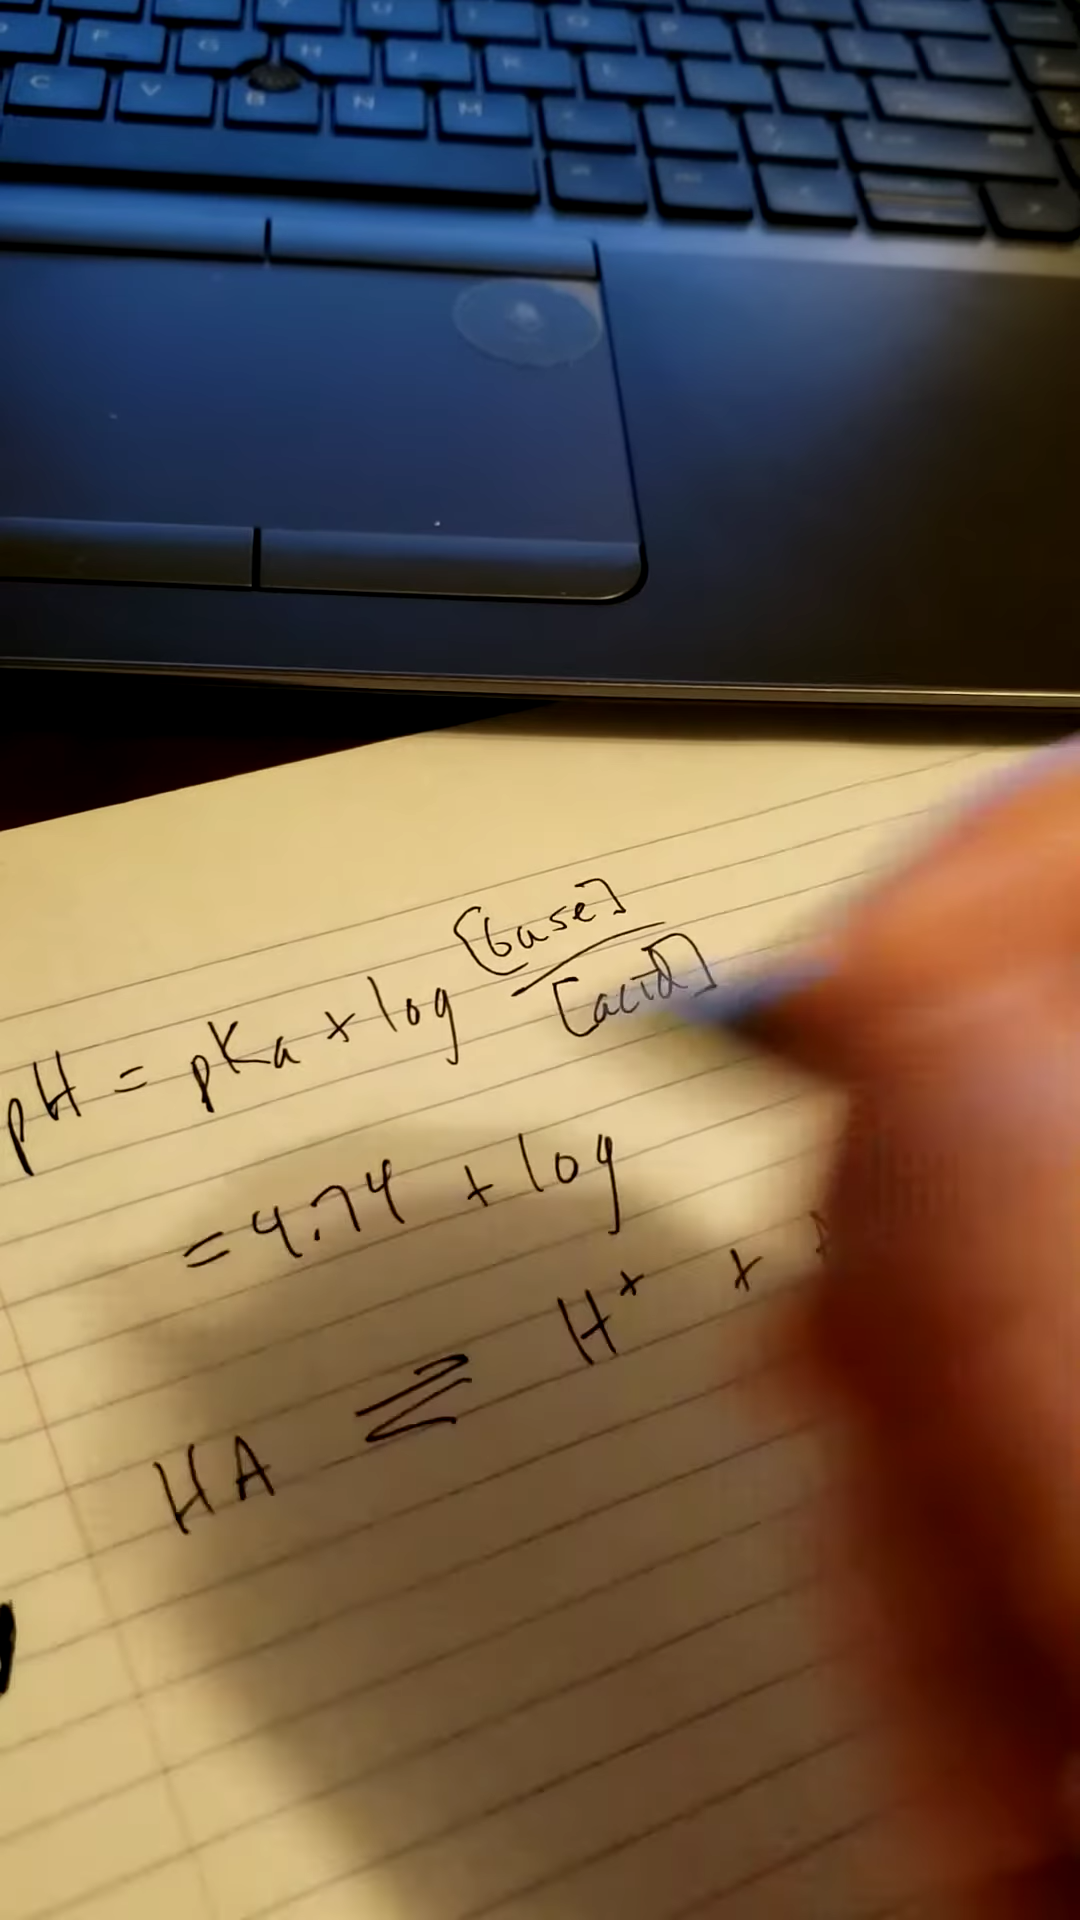 F G H J K L
C V B N M
pH = pKa + log [base] / [acid]
= 4.74 + log
H⁺ +
HA ⇌